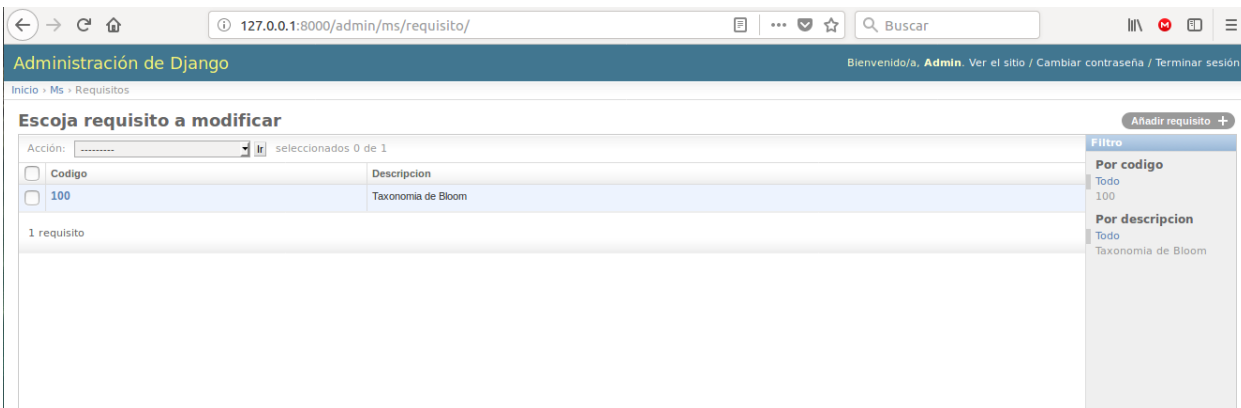 127.0.0.1:8000/admin/ms/requisito/
Buscar
Administración de Django
Bienvenido/a, Admin. Ver el sitio / Cambiar contraseña / Terminar sesión
Inicio › Ms › Requisitos
Escoja requisito a modificar
Añadir requisito +
Acción: --------- Ir seleccionados 0 de 1
Codigo Descripcion
100 Taxonomia de Bloom
1 requisito
Filtro
Por codigo
Todo
100
Por descripcion
Todo
Taxonomia de Bloom